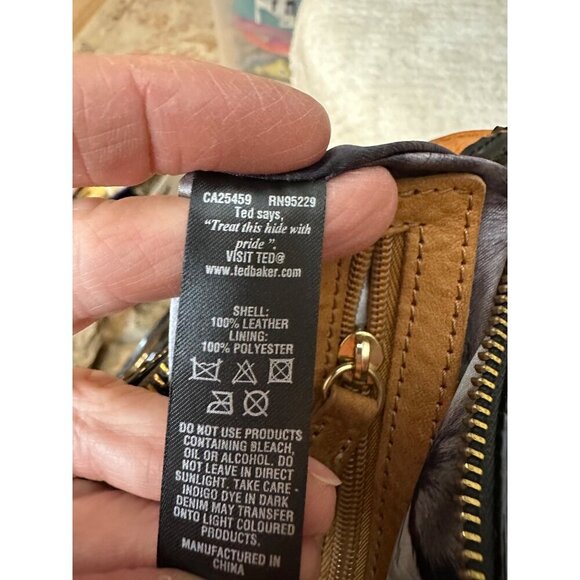 CA25459 RN95229
Ted says,
“Treat this hide with
pride ”.
VISIT TED@
www.tedbaker.com
SHELL:
100% LEATHER
LINING:
100% POLYESTER
DO NOT USE PRODUCTS
CONTAINING BLEACH,
OIL OR ALCOHOL. DO
NOT LEAVE IN DIRECT
SUNLIGHT. TAKE CARE -
INDIGO DYE IN DARK
DENIM MAY TRANSFER
ONTO LIGHT COLOURED
PRODUCTS.
MANUFACTURED IN
CHINA